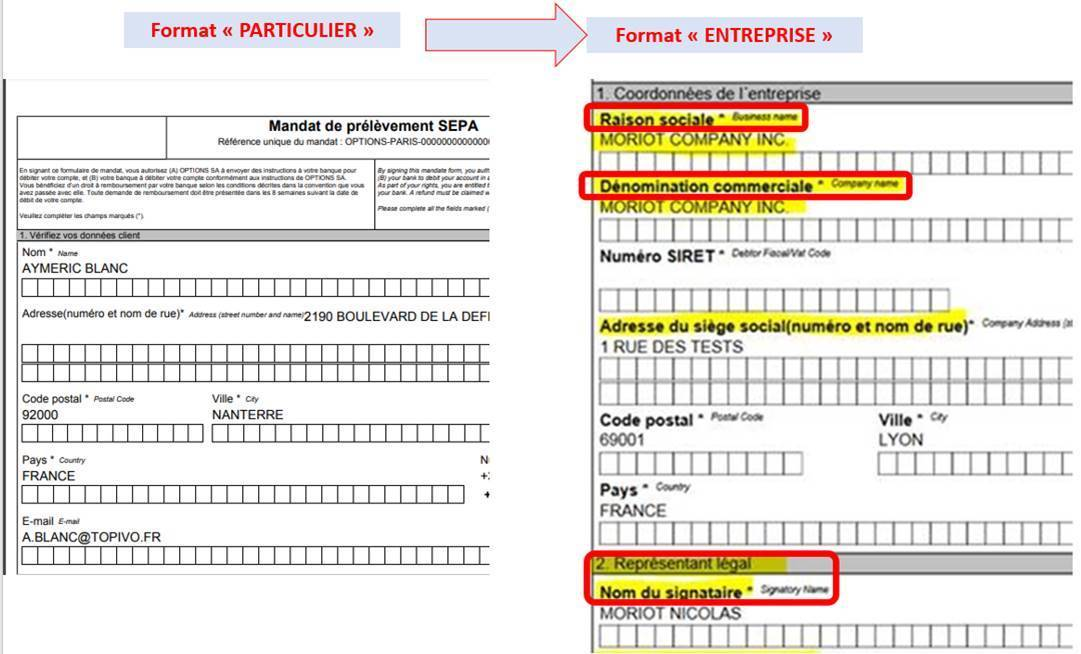 Format « PARTICULIER »
Format « ENTREPRISE »
Mandat de prélèvement SEPA
Référence unique du mandat : OPTIONS-PARIS-0000000000000
En signant ce formulaire de mandat, vous autorisez (A) OPTIONS SA à envoyer des instructions à votre banque pour
débiter votre compte, et (B) votre banque à débiter votre compte conformément aux instructions de OPTIONS SA.
Vous bénéficiez d'un droit à remboursement par votre banque selon les conditions décrites dans la convention que vous
avez passée avec elle. Toute demande de remboursement doit être présentée dans les 8 semaines suivant la date de
débit de votre compte.
Veuillez compléter les champs marqués (*).
By signing this mandate form, you
(B) your bank to debit your account in
As part of your rights, you are entitled
your bank. A refund must be claimed
Please complete all the fields marked (
1. Vérifiez vos données client
Nom * Name
AYMERIC BLANC
Adresse(numéro et nom de rue)* Address (street number and name) 2190 BOULEVARD DE LA
Code postal * Postal Code Ville * City
92000 NANTERRE
Pays * Country
FRANCE
E-mail E-mail
A.BLANC@TOPIVO.FR
1. Coordonnées de l´entreprise
Raison sociale * Business name
MORIOT COMPANY INC.
Dénomination commerciale * Company name
MORIOT COMPANY INC.
Numéro SIRET * Debtor Fiscal/Vat Code
Adresse du siège social(numéro et nom de rue)* Company Address
1 RUE DES TESTS
Code postal * Postal Code Ville * City
69001 LYON
Pays * Country
FRANCE
2. Représentant légal
Nom du signataire * Signatory Name
MORIOT NICOLAS